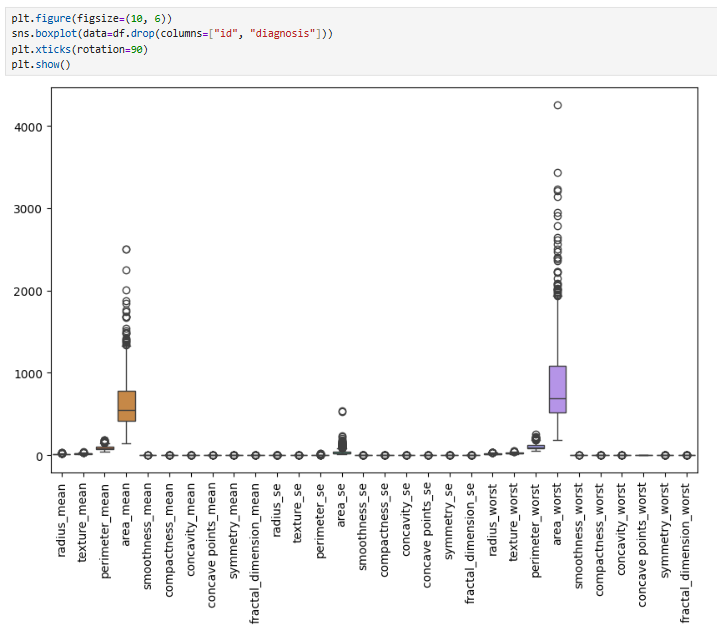 plt.figure(figsize=(10, 6))
sns.boxplot(data=df.drop(columns=["id", "diagnosis"]))
plt.xticks(rotation=90)
plt.show()
4000
3000
2000
1000
0
radius_mean
texture_mean
perimeter_mean
area_mean
smoothness_mean
compactness_mean
concavity_mean
concave points_mean
symmetry_mean
fractal_dimension_mean
radius_se
texture_se
perimeter_se
area_se
smoothness_se
compactness_se
concavity_se
concave points_se
symmetry_se
fractal_dimension_se
radius_worst
texture_worst
perimeter_worst
area_worst
smoothness_worst
compactness_worst
concavity_worst
concave points_worst
symmetry_worst
fractal_dimension_worst